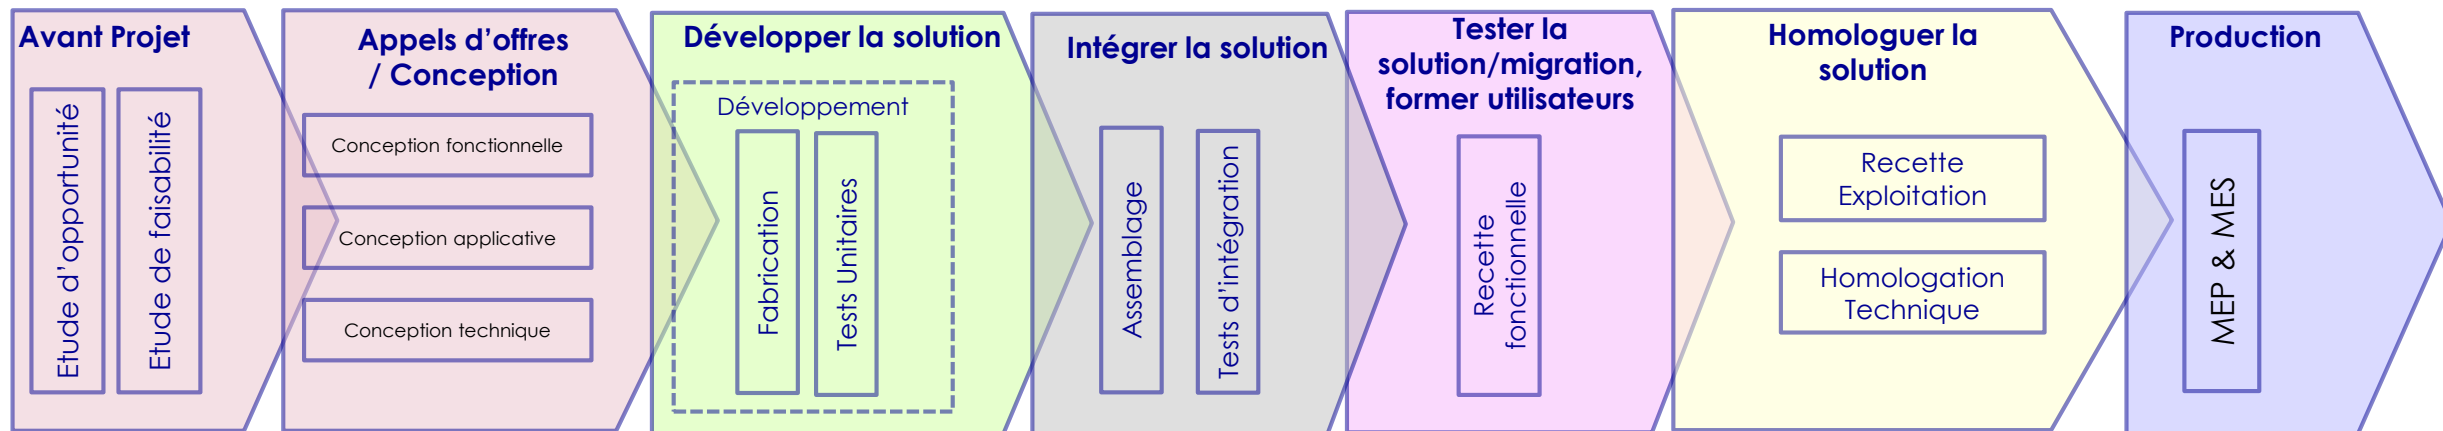 Avant Projet
Etude d'opportunité
Etude de faisabilité
Appels d'offres
/ Conception
Conception fonctionnelle
Conception applicative
Conception technique
Développer la solution
Développement
Fabrication
Tests Unitaires
Intégrer la solution
Assemblage
Tests d'intégration
Tester la
solution/migration,
former utilisateurs
Recette
fonctionnelle
Homologuer la
solution
Recette
Exploitation
Homologation
Technique
Production
MEP & MES